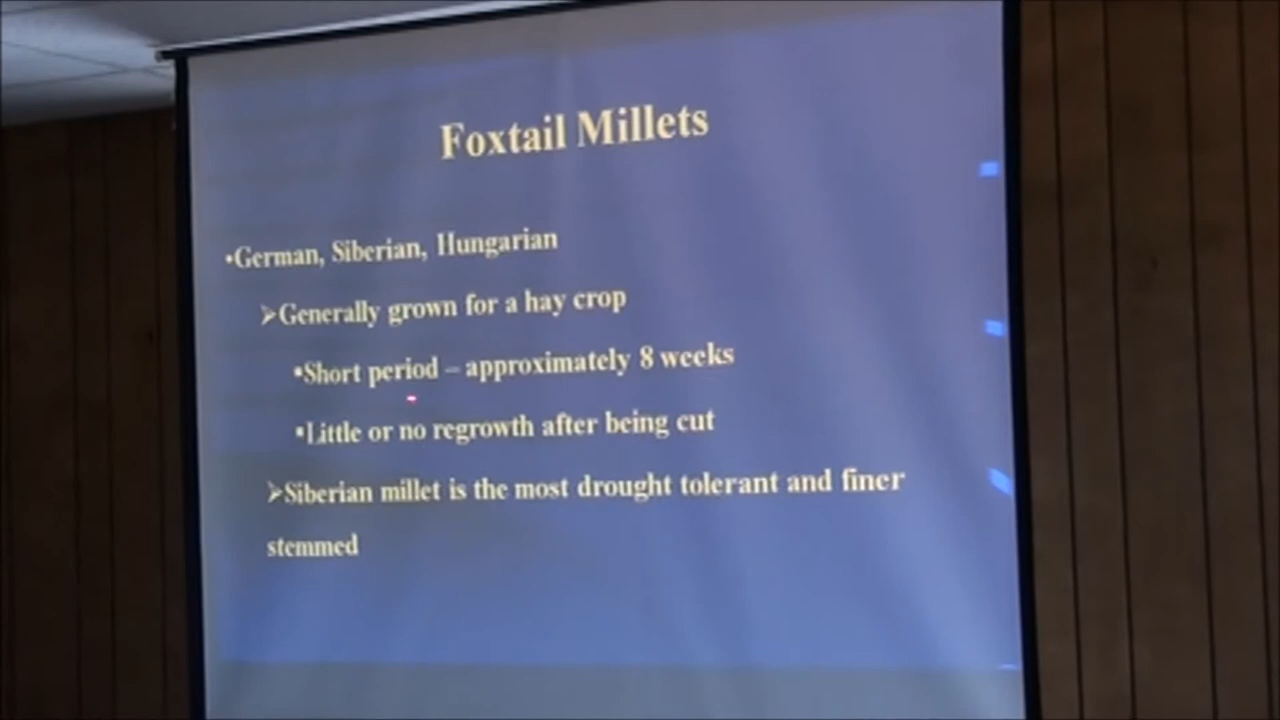 Foxtail Millets
•German, Siberian, Hungarian
➢Generally grown for a hay crop
▪Short period – approximately 8 weeks
▪Little or no regrowth after being cut
➢Siberian millet is the most drought tolerant and finer
stemmed